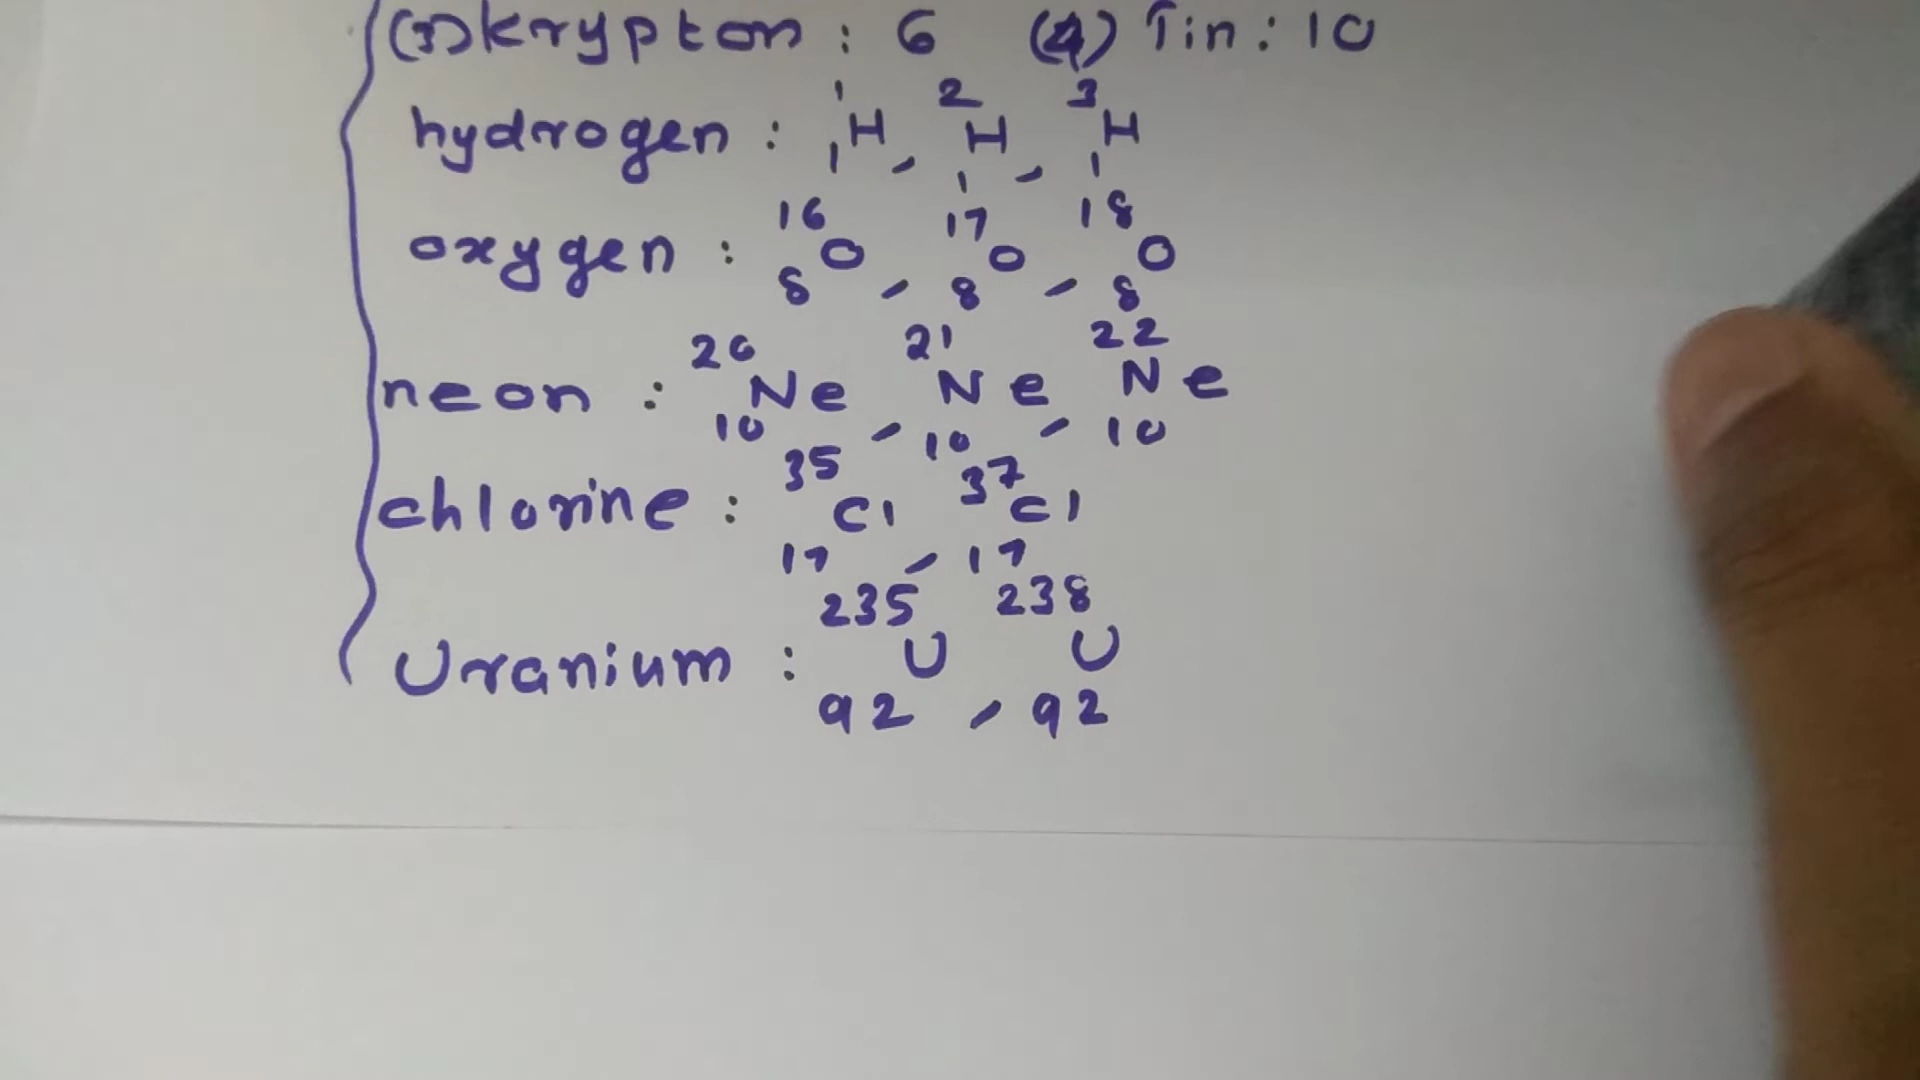 (3) krypton : 6 (4) Tin : 10
hydrogen : ¹₁H , ²₁H , ³₁H
oxygen : ¹⁶₈O , ¹⁷₈O , ¹⁸₈O
neon : ²⁰₁₀Ne , ²¹₁₀Ne , ²²₁₀Ne
chlorine : ³⁵₁₇Cl , ³⁷₁₇Cl
Uranium : ²³⁵₉₂U , ²³⁸₉₂U